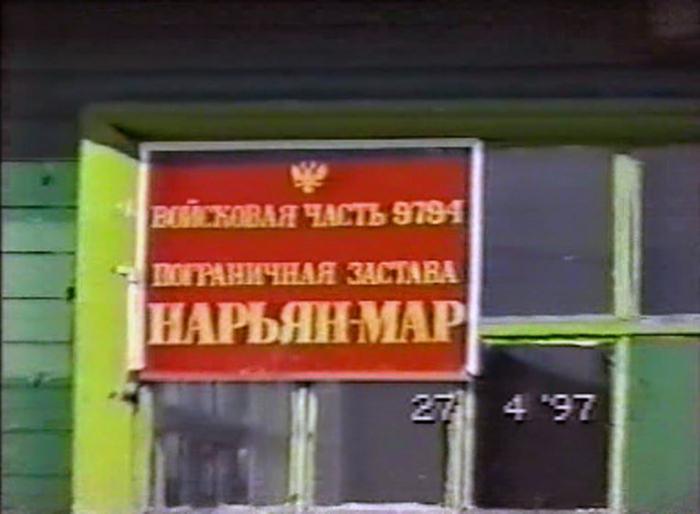 ВОЙСКОВАЯ ЧАСТЬ 9794
ПОГРАНИЧНАЯ ЗАСТАВА
НАРЬЯН-МАР
27 4 '97